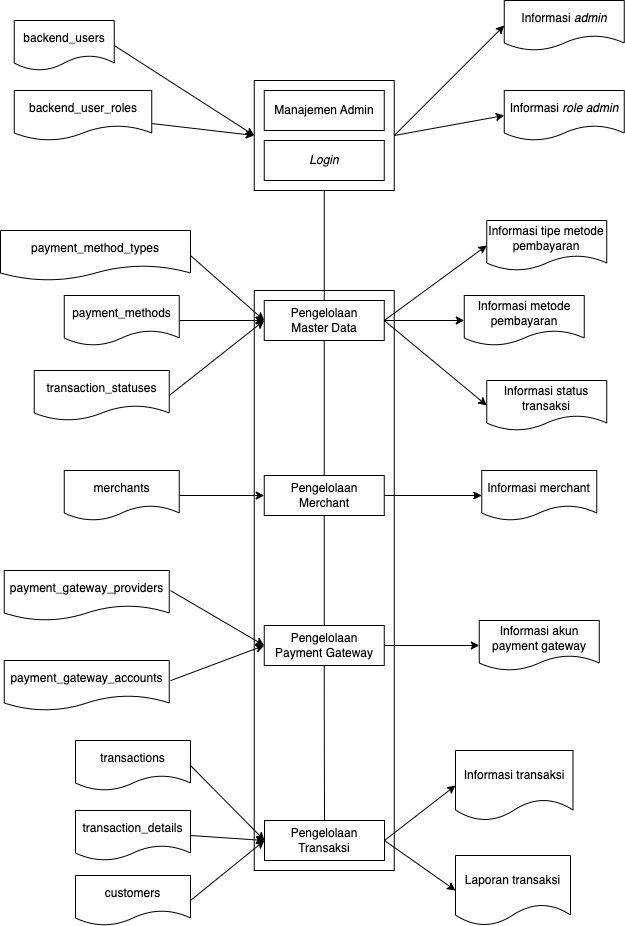 backend_users
Informasi admin
backend_user_roles
Manajemen Admin
Informasi role admin
Login
payment_method_types
Informasi tipe metode
pembayaran
payment_methods
Pengelolaan
Master Data
Informasi metode
pembayaran
transaction_statuses
Informasi status
transaksi
merchants
Pengelolaan
Merchant
Informasi merchant
payment_gateway_providers
Pengelolaan
Payment Gateway
Informasi akun
payment gateway
payment_gateway_accounts
transactions
Informasi transaksi
transaction_details
Pengelolaan
Transaksi
customers
Laporan transaksi